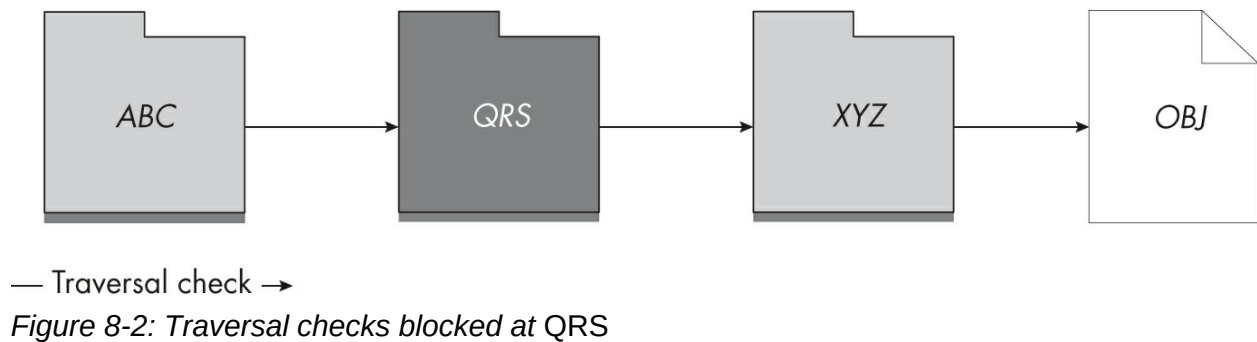 ABC QRS XYZ OBJ
— Traversal check →
Figure 8-2: Traversal checks blocked at QRS